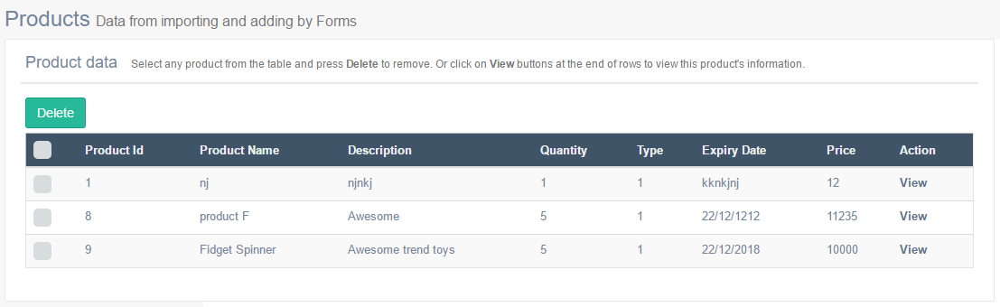 Products Data from importing and adding by Forms
Product data Select any product from the table and press Delete to remove. Or click on View buttons at the end of rows to view this product's information.
Delete
Product Id Product Name Description Quantity Type Expiry Date Price Action
1 nj njnkj 1 1 kknkjnj 12 View
8 product F Awesome 5 1 22/12/1212 11235 View
9 Fidget Spinner Awesome trend toys 5 1 22/12/2018 10000 View